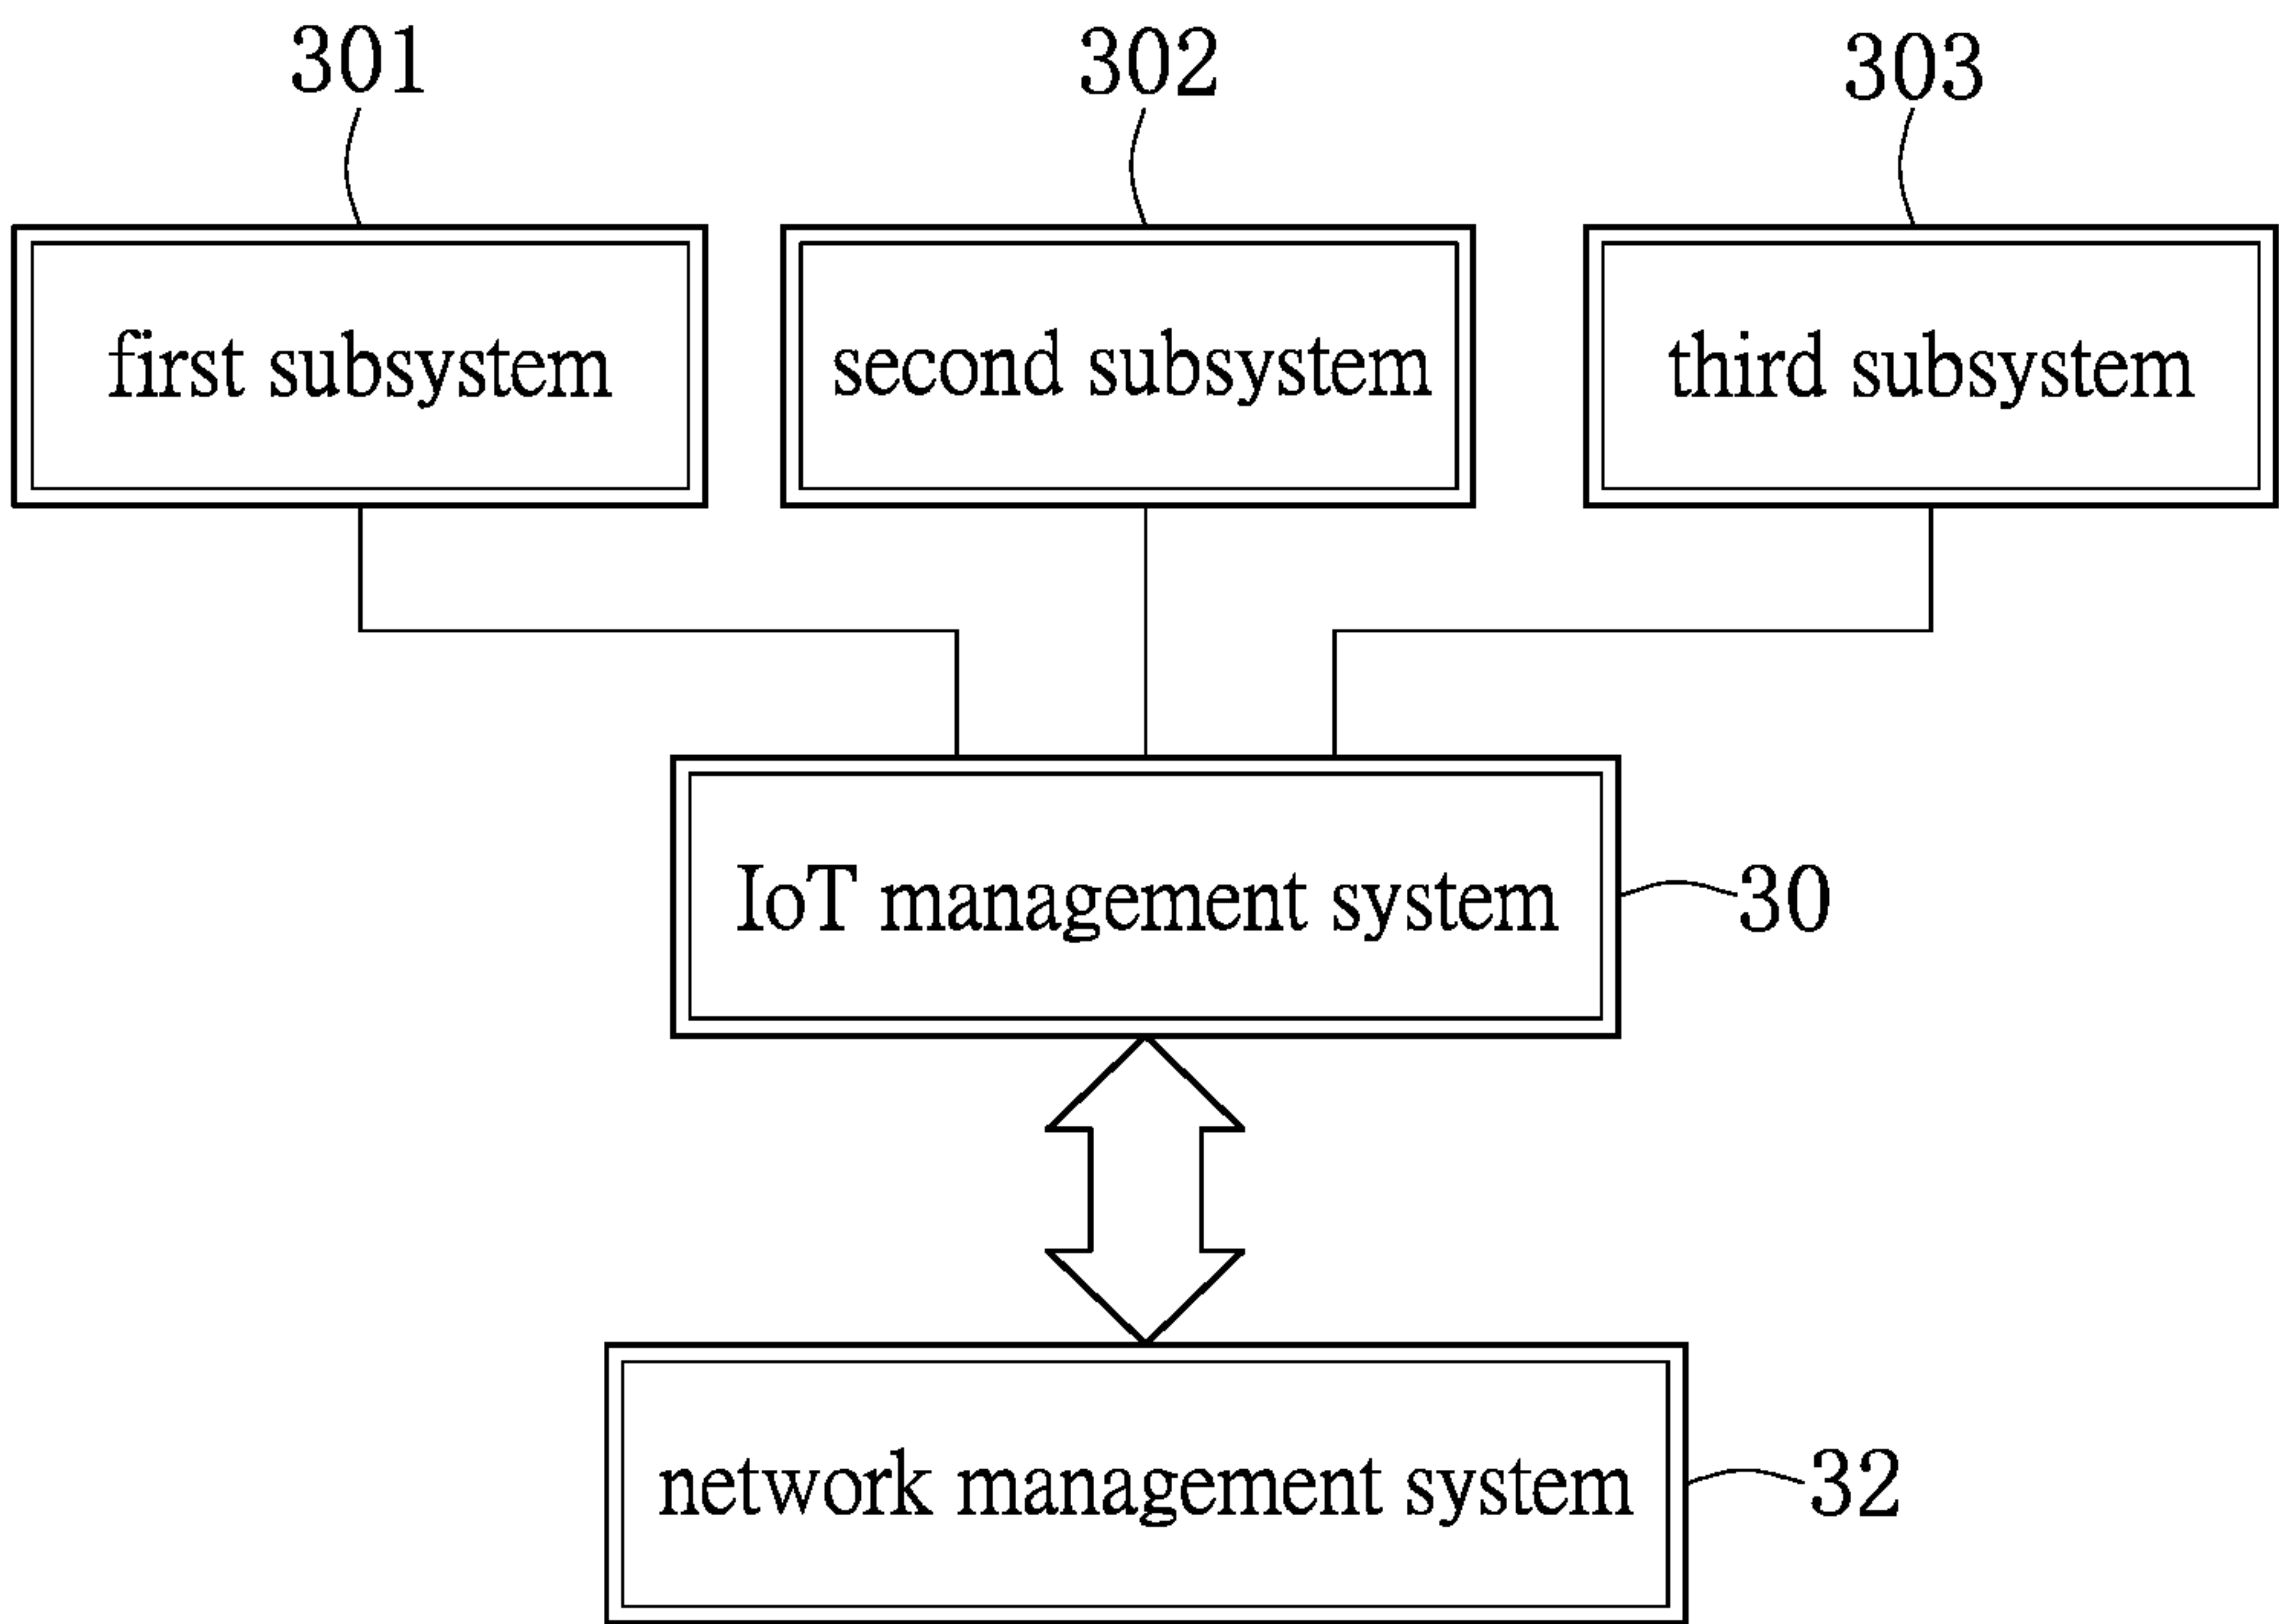 301 302 303
first subsystem second subsystem third subsystem
IoT management system 30
network management system 32